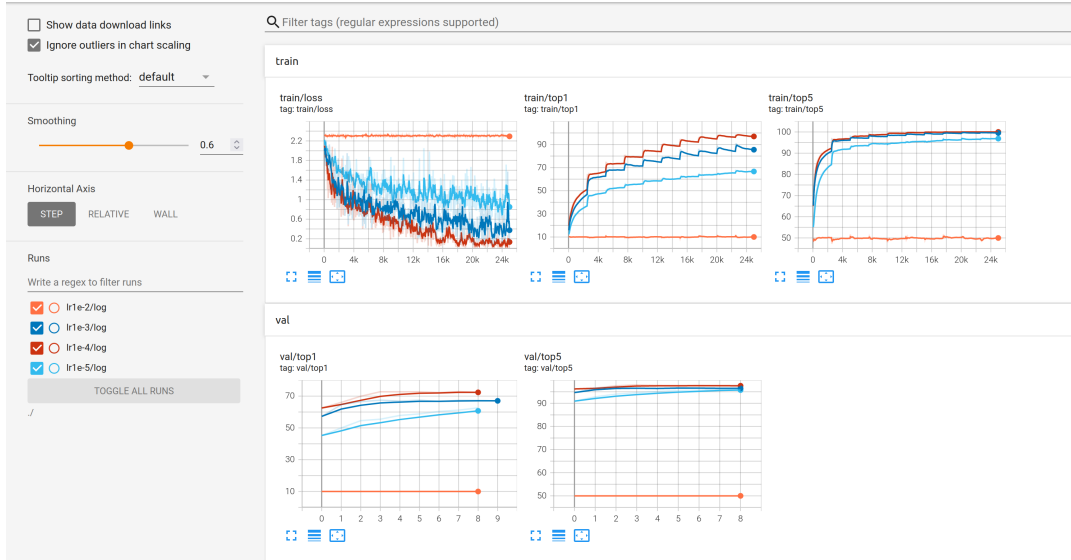 Show data download links
Ignore outliers in chart scaling
Tooltip sorting method: default
Smoothing
0.6
Horizontal Axis
STEP RELATIVE WALL
Runs
Write a regex to filter runs
lr1e-2/log
lr1e-3/log
lr1e-4/log
lr1e-5/log
TOGGLE ALL RUNS
./
Filter tags (regular expressions supported)
train
train/loss
tag: train/loss
2.2
1.8
1.4
1
0.6
0.2
0 4k 8k 12k 16k 20k 24k
train/top1
tag: train/top1
90
70
50
30
10
0 4k 8k 12k 16k 20k 24k
train/top5
tag: train/top5
100
90
80
70
60
50
0 4k 8k 12k 16k 20k 24k
val
val/top1
tag: val/top1
70
50
30
10
0 1 2 3 4 5 6 7 8 9
val/top5
tag: val/top5
90
80
70
60
50
0 1 2 3 4 5 6 7 8